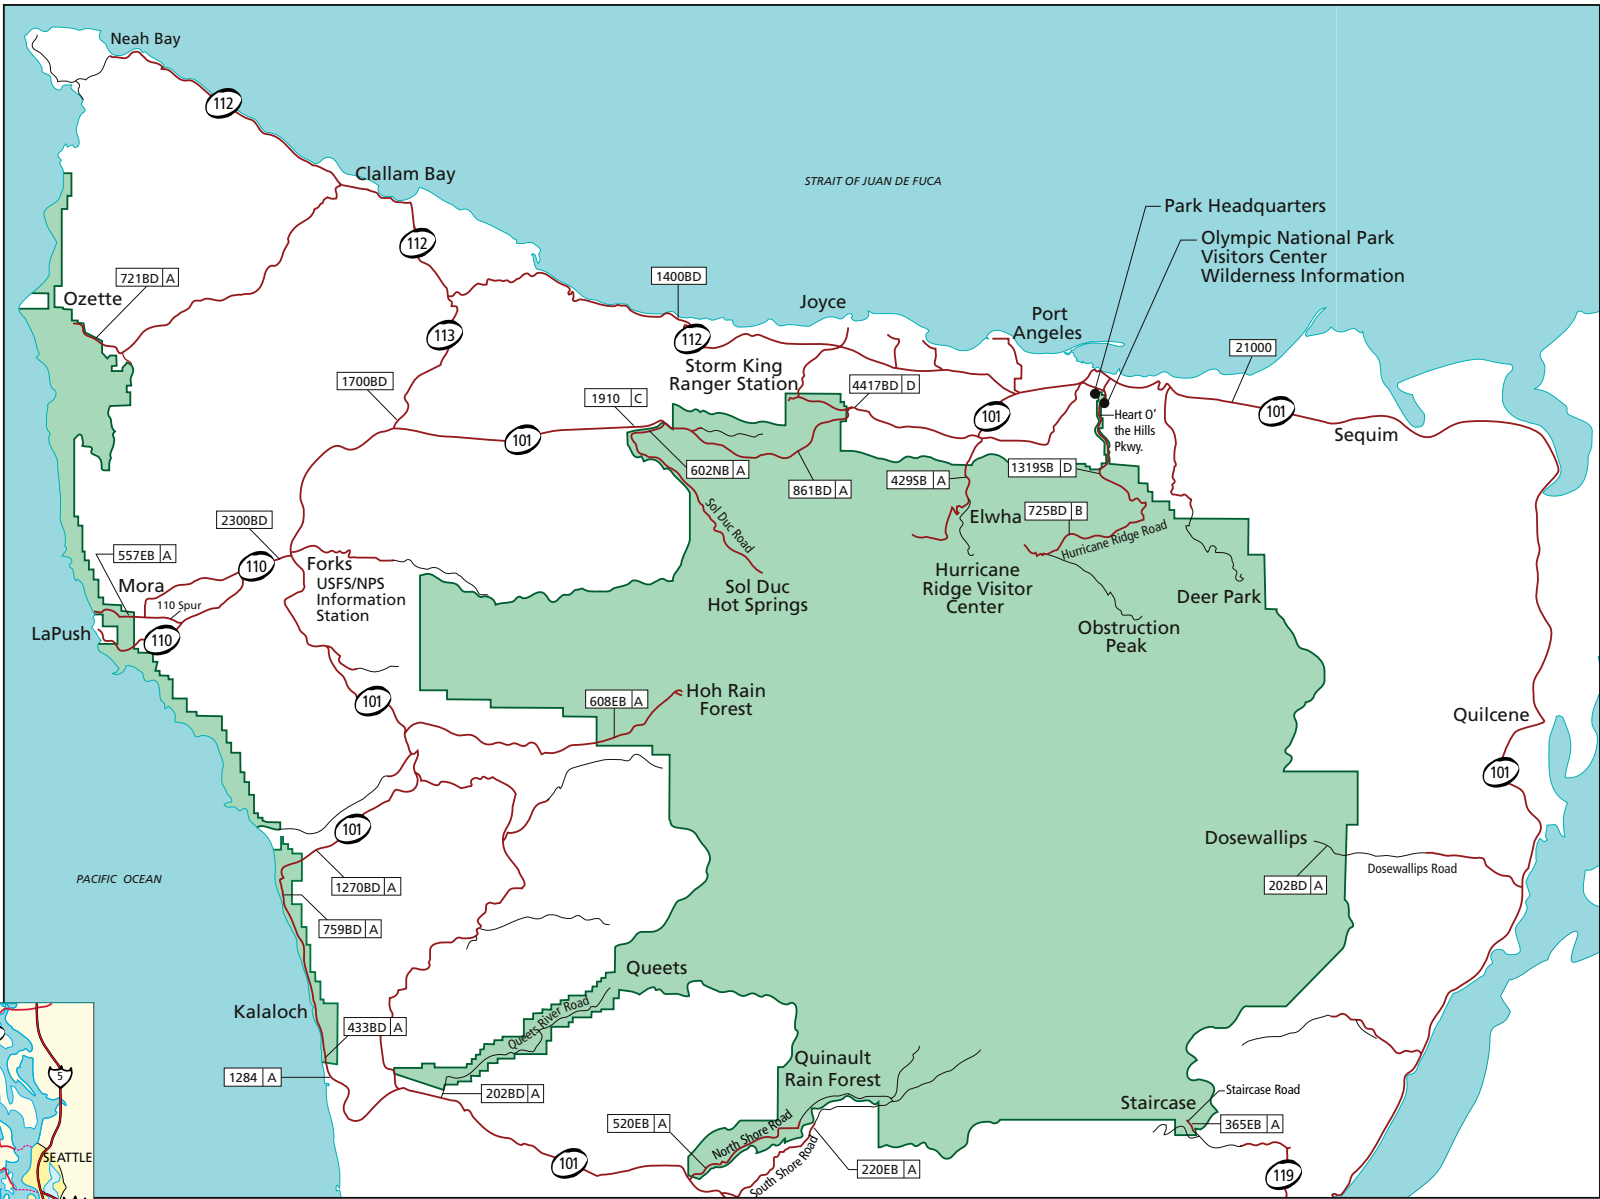 Neah Bay
112
Clallam Bay
STRAIT OF JUAN DE FUCA
Park Headquarters
Olympic National Park
Visitors Center
Wilderness Information
112
721BD A
Ozette
1400BD
Joyce
Port
Angeles
113
112
21000
Storm King
Ranger Station
1700BD
1910 C
4417BD D
101
101
101
Heart O'
the Hills
Pkwy.
Sequim
602NB A
861BD A
429SB A
1319SB D
Sol Duc Road
Elwha
725BD B
Hurricane Ridge Road
2300BD
557EB A
110
Forks
USFS/NPS
Information
Station
Mora
110 Spur
Sol Duc
Hot Springs
Hurricane
Ridge Visitor
Center
Deer Park
LaPush
110
Obstruction
Peak
101
608EB A
Hoh Rain
Forest
Quilcene
101
101
Dosewallips
Dosewallips Road
PACIFIC OCEAN
1270BD A
202BD A
759BD A
Queets
Kalaloch
433BD A
Queets River Road
Quinault
Rain Forest
1284 A
5
202BD A
Staircase Road
Staircase
520EB A
365EB A
North Shore Road
101
South Shore Road
220EB A
119
SEATTLE